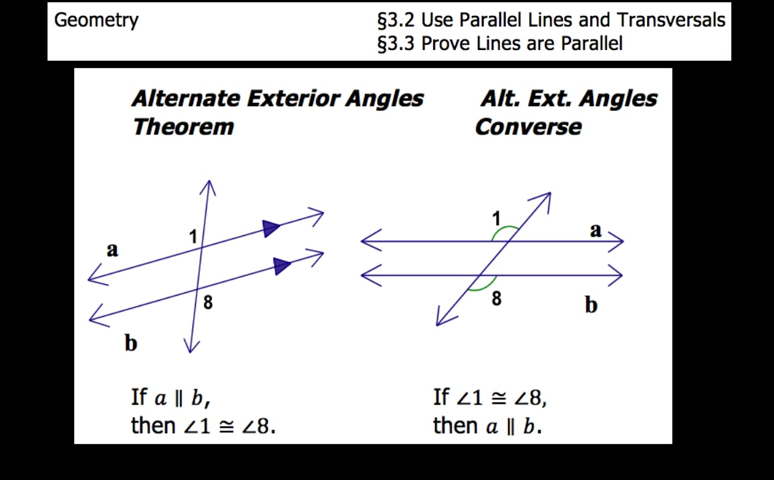 Geometry
§3.2 Use Parallel Lines and Transversals
§3.3 Prove Lines are Parallel
Alternate Exterior Angles
Theorem
Alt. Ext. Angles
Converse
1
a
8
b
1
a
8
b
If a ∥ b,
then ∠1 ≅ ∠8.
If ∠1 ≅ ∠8,
then a ∥ b.